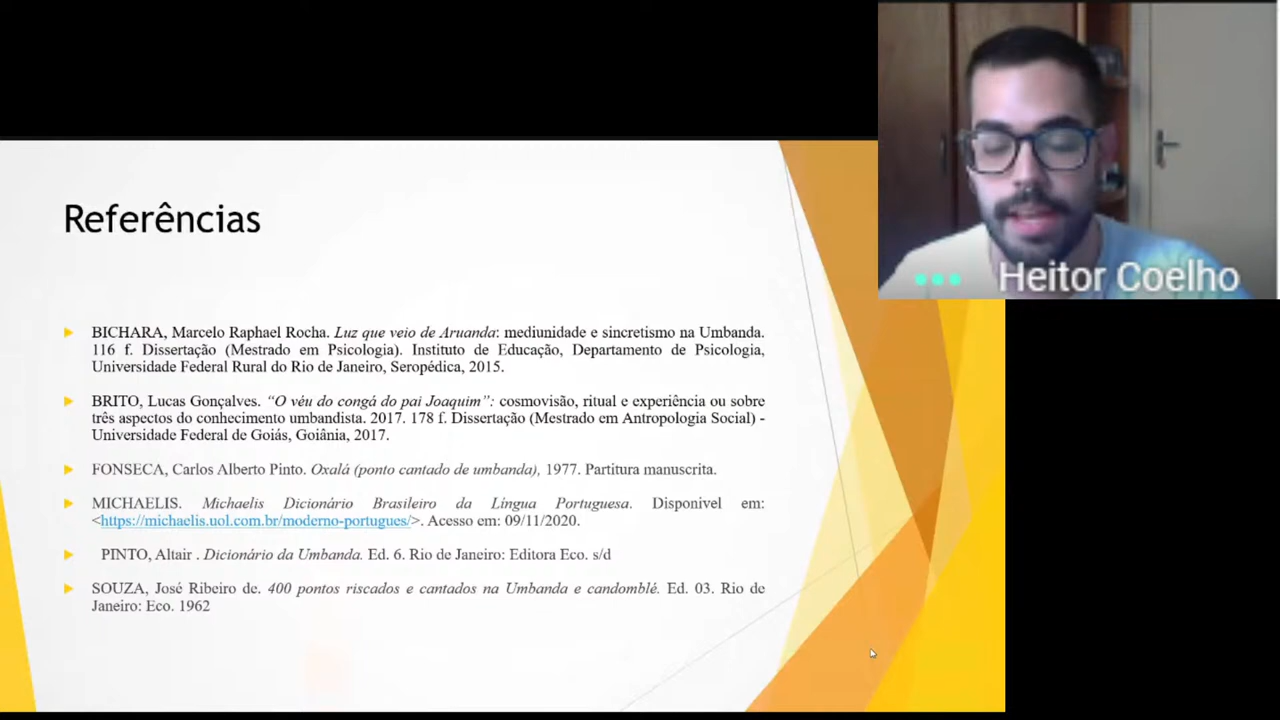 Heitor Coelho
Referências
BICHARA, Marcelo Raphael Rocha. Luz que veio de Aruanda: mediunidade e sincretismo na Umbanda.
116 f. Dissertação (Mestrado em Psicologia). Instituto de Educação, Departamento de Psicologia,
Universidade Federal Rural do Rio de Janeiro, Seropédica, 2015.
BRITO, Lucas Gonçalves. “O véu do congá do pai Joaquim”: cosmovisão, ritual e experiência ou sobre
três aspectos do conhecimento umbandista. 2017. 178 f. Dissertação (Mestrado em Antropologia Social) -
Universidade Federal de Goiás, Goiânia, 2017.
FONSECA, Carlos Alberto Pinto. Oxalá (ponto cantado de umbanda), 1977. Partitura manuscrita.
MICHAELIS. Michaelis Dicionário Brasileiro da Língua Portuguesa. Disponivel em:
<https://michaelis.uol.com.br/moderno-portugues/>. Acesso em: 09/11/2020.
PINTO, Altair . Dicionário da Umbanda. Ed. 6. Rio de Janeiro: Editora Eco. s/d
SOUZA, José Ribeiro de. 400 pontos riscados e cantados na Umbanda e candomblé. Ed. 03. Rio de
Janeiro: Eco. 1962